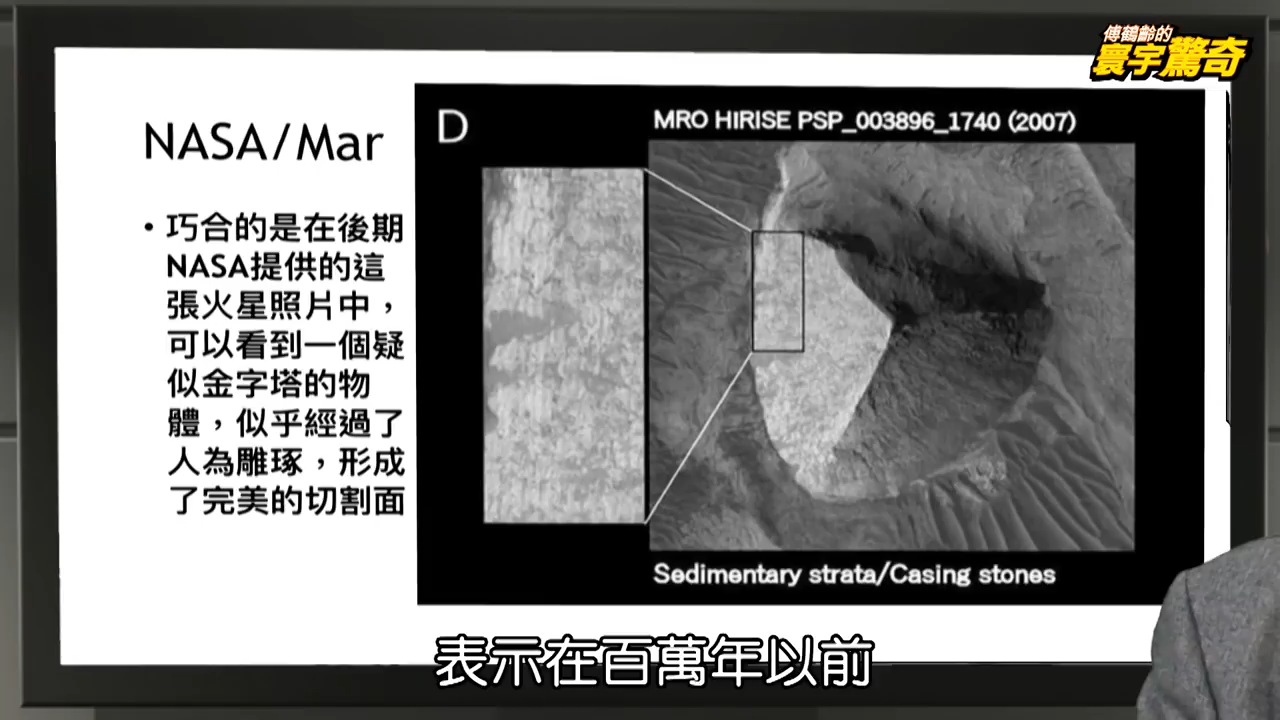 傅鶴齡的
寰宇驚奇
NASA/Mar
• 巧合的是在後期
NASA提供的這
張火星照片中，
可以看到一個疑
似金字塔的物
體，似乎經過了
人為雕琢，形成
了完美的切割面
D
MRO HiRISE PSP_003896_1740 (2007)
Sedimentary strata/Casing stones
表示在百萬年以前